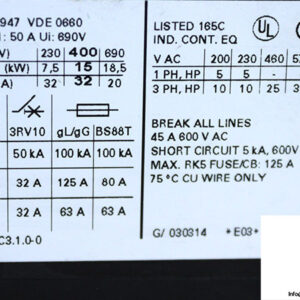 947 VDE 0660
: 50 A Ui: 690V
V) 230 400 690
(kW) 7,5 15 18,5
A) 32 32 20
3RV10 gL/gG BS88T
50 kA 100 kA 100 kA
32 A 125 A 80 A
32 A 63 A 63 A
C3.1.0-0
LISTED 165C
IND. CONT. EQ
UL
V AC 200 230 460 57
1 PH, HP 5 5
3 PH, HP 10 10 25 3
BREAK ALL LINES
45 A 600 V AC
SHORT CIRCUIT 5 kA, 600V
MAX. RK5 FUSE/CB: 125 A
75 °C CU WIRE ONLY
G/ 030314 *E03*